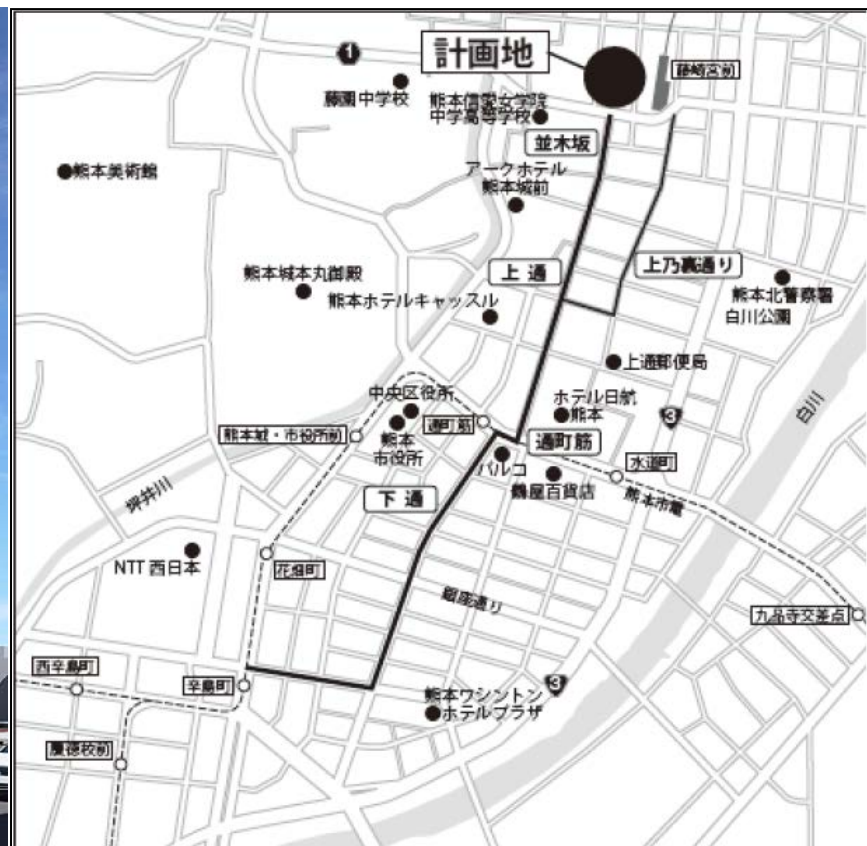 計画地
1
藤崎宮前
藤園中学校
熊本信愛女学院
中学高等学校
並木坂
アークホテル
熊本城前
熊本美術館
上通
上乃裏通り
熊本城本丸御殿
熊本ホテルキャッスル
熊本北警察署
白川公園
上通郵便局
中央区役所
ホテル日航
熊本
3
白川
通町筋
熊本城・市役所前
熊本
市役所
通町筋
パルコ
水道町
鶴屋百貨店
熊本市電
下通
坪井川
NTT 西日本
花畑町
銀座通り
九品寺交差点
西辛島町
辛島町
3
熊本ワシントン
ホテルプラザ
慶徳校前